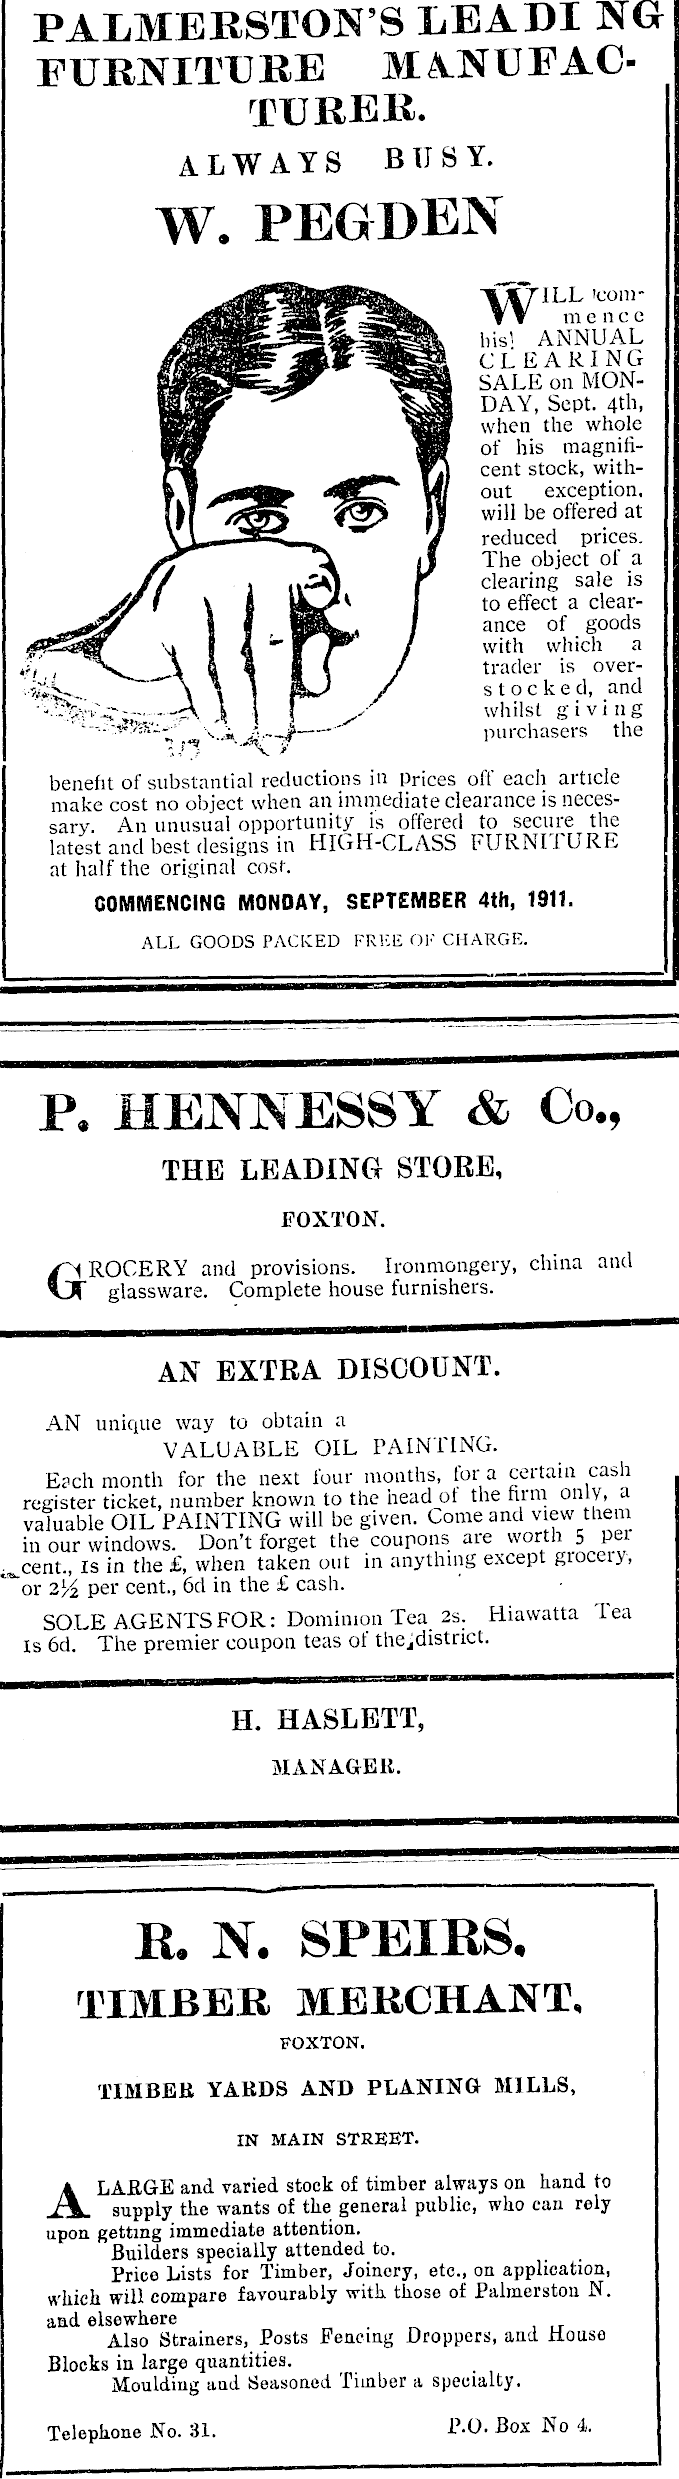 PALMERSTON'S LEADING
FURNITURE MANUFAC-
TURER.
ALWAYS BUSY.
W. PEGDEN
WILL com-
mence
his! ANNUAL
CLEARING
SALE on MON-
DAY, Sept. 4th,
when the whole
of his magnifi-
cent stock, with-
out exception,
will be offered at
reduced prices.
The object of a
clearing sale is
to effect a clear-
ance of goods
with which a
trader is over-
stocked, and
whilst giving
purchasers the
benefit of substantial reductions in prices off each article
make cost no object when an immediate clearance is neces-
sary. An unusual opportunity is offered to secure the
latest and best designs in HIGH-CLASS FURNITURE
at half the original cost.
COMMENCING MONDAY, SEPTEMBER 4th, 1911.
ALL GOODS PACKED FREE OF CHARGE.
P. HENNESSY & Co.,
THE LEADING STORE,
FOXTON.
GROCERY and provisions. Ironmongery, china and
glassware. Complete house furnishers.
AN EXTRA DISCOUNT.
AN unique way to obtain a
VALUABLE OIL PAINTING.
Each month for the next four months, for a certain cash
register ticket, number known to the head of the firm only, a
valuable OIL PAINTING will be given. Come and view them
in our windows. Don't forget the coupons are worth 5 per
cent., 1s in the £, when taken out in anything except grocery,
or 2½ per cent., 6d in the £ cash.
SOLE AGENTS FOR: Dominion Tea 2s. Hiawatta Tea
1s 6d. The premier coupon teas of the district.
H. HASLETT,
MANAGER.
R. N. SPEIRS.
TIMBER MERCHANT.
FOXTON.
TIMBER YARDS AND PLANING MILLS,
IN MAIN STREET.
A LARGE and varied stock of timber always on hand to
supply the wants of the general public, who can rely
upon getting immediate attention.
Builders specially attended to.
Price Lists for Timber, Joinery, etc., on application,
which will compare favourably with those of Palmerston N.
and elsewhere
Also Strainers, Posts Fencing Droppers, and House
Blocks in large quantities.
Moulding and Seasoned Timber a specialty.
Telephone No. 31. P.O. Box No 4.